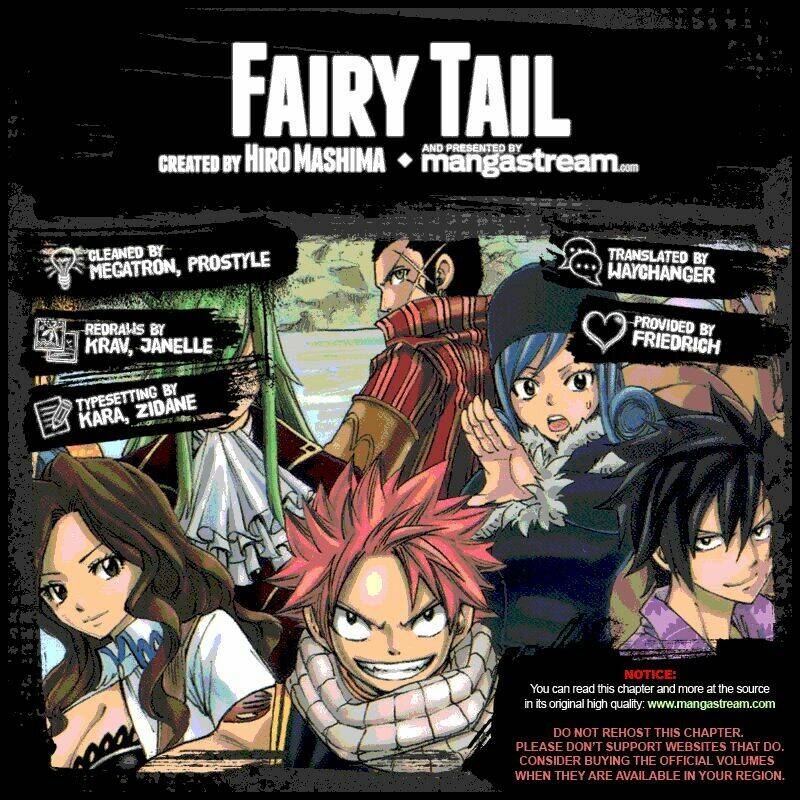 FAIRY TAIL
CREATED BY HIRO MASHIMA ◆ AND PRESENTED BY mangastream.com
CLEANED BY
MEGATRON, PROSTYLE
REDRAWS BY
KRAV, JANELLE
TYPESETTING BY
KARA, ZIDANE
TRANSLATED BY
WAYCHANGER
PROVIDED BY
FRIEDRICH
NOTICE:
You can read this chapter and more at the source
in its original high quality: www.mangastream.com
DO NOT REHOST THIS CHAPTER.
PLEASE DON'T SUPPORT WEBSITES THAT DO.
CONSIDER BUYING THE OFFICIAL VOLUMES
WHEN THEY ARE AVAILABLE IN YOUR REGION.